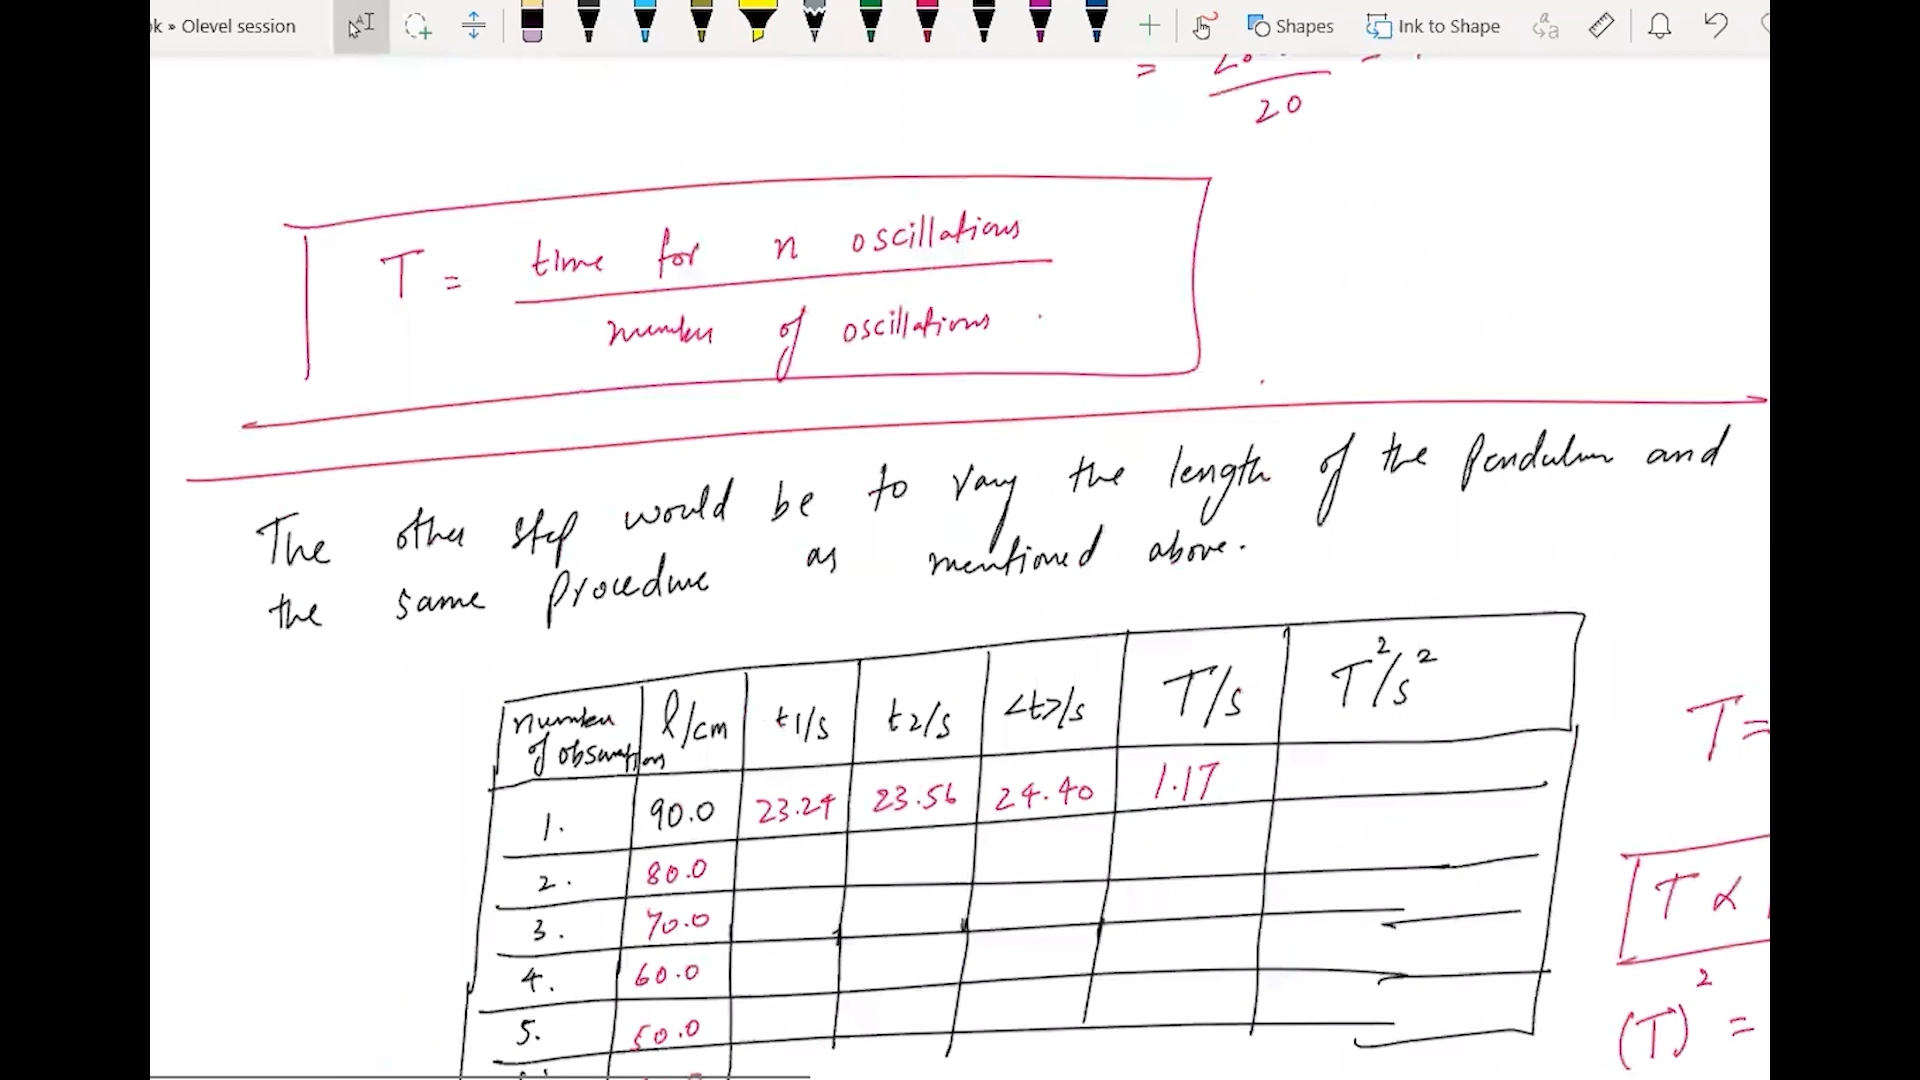 k » Olevel session
Shapes
Ink to Shape
=
20
T = time for n oscillations
number of oscillations
The other step would be to vary the length of the pendulum and
the same procedure as mentioned above.
number of observations l/cm t1/s t2/s <t>/s T/s T²/s²
1. 90.0 23.24 23.56 24.40 1.17
2. 80.0
3. 70.0
4. 60.0
5. 50.0
T=
T α
(T)² =